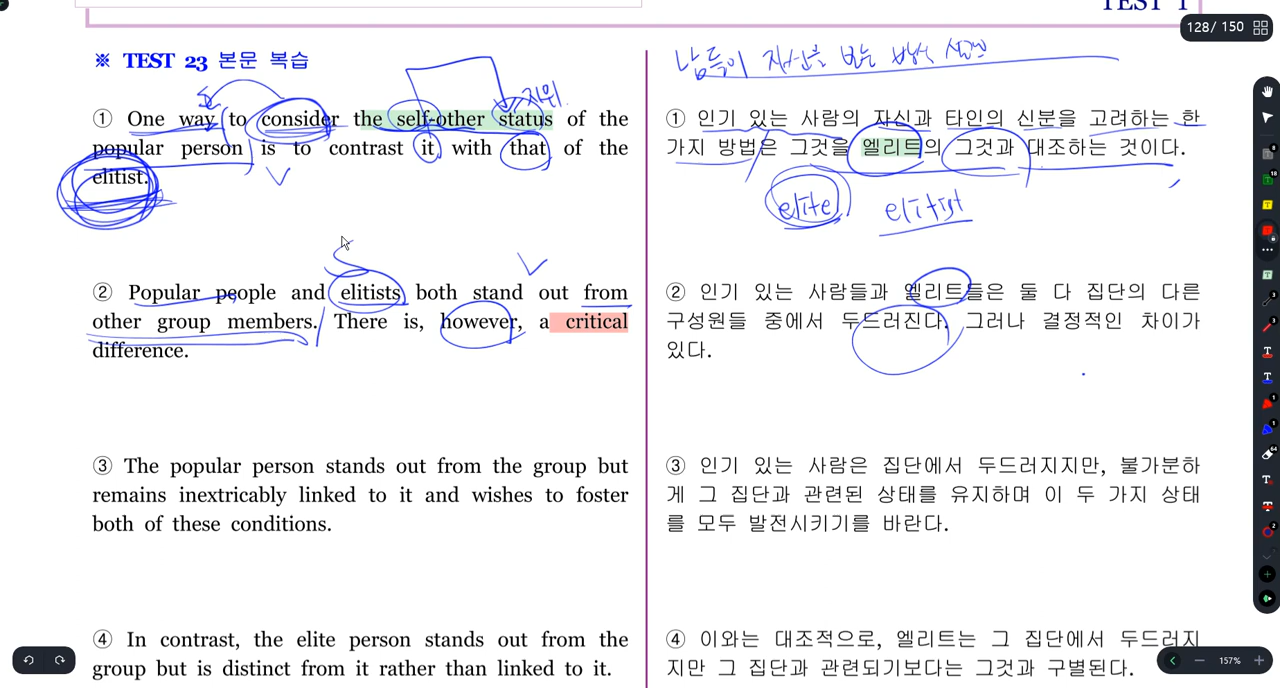 TEST 1
128/ 150
※ TEST 23 본문 복습
남들이 자신을 보는 방식
지위
① One way to consider the self-other status of the
popular person is to contrast it with that of the
elitist.
② Popular people and elitists both stand out from
other group members. There is, however, a critical
difference.
③ The popular person stands out from the group but
remains inextricably linked to it and wishes to foster
both of these conditions.
④ In contrast, the elite person stands out from the
group but is distinct from it rather than linked to it.
① 인기 있는 사람의 자신과 타인의 신분을 고려하는 한
가지 방법은 그것을 엘리트의 그것과 대조하는 것이다.
elite elitist
② 인기 있는 사람들과 엘리트들은 둘 다 집단의 다른
구성원들 중에서 두드러진다. 그러나 결정적인 차이가
있다.
③ 인기 있는 사람은 집단에서 두드러지지만, 불가분하
게 그 집단과 관련된 상태를 유지하며 이 두 가지 상태
를 모두 발전시키기를 바란다.
④ 이와는 대조적으로, 엘리트는 그 집단에서 두드러지
지만 그 집단과 관련되기보다는 그것과 구별된다.
157%